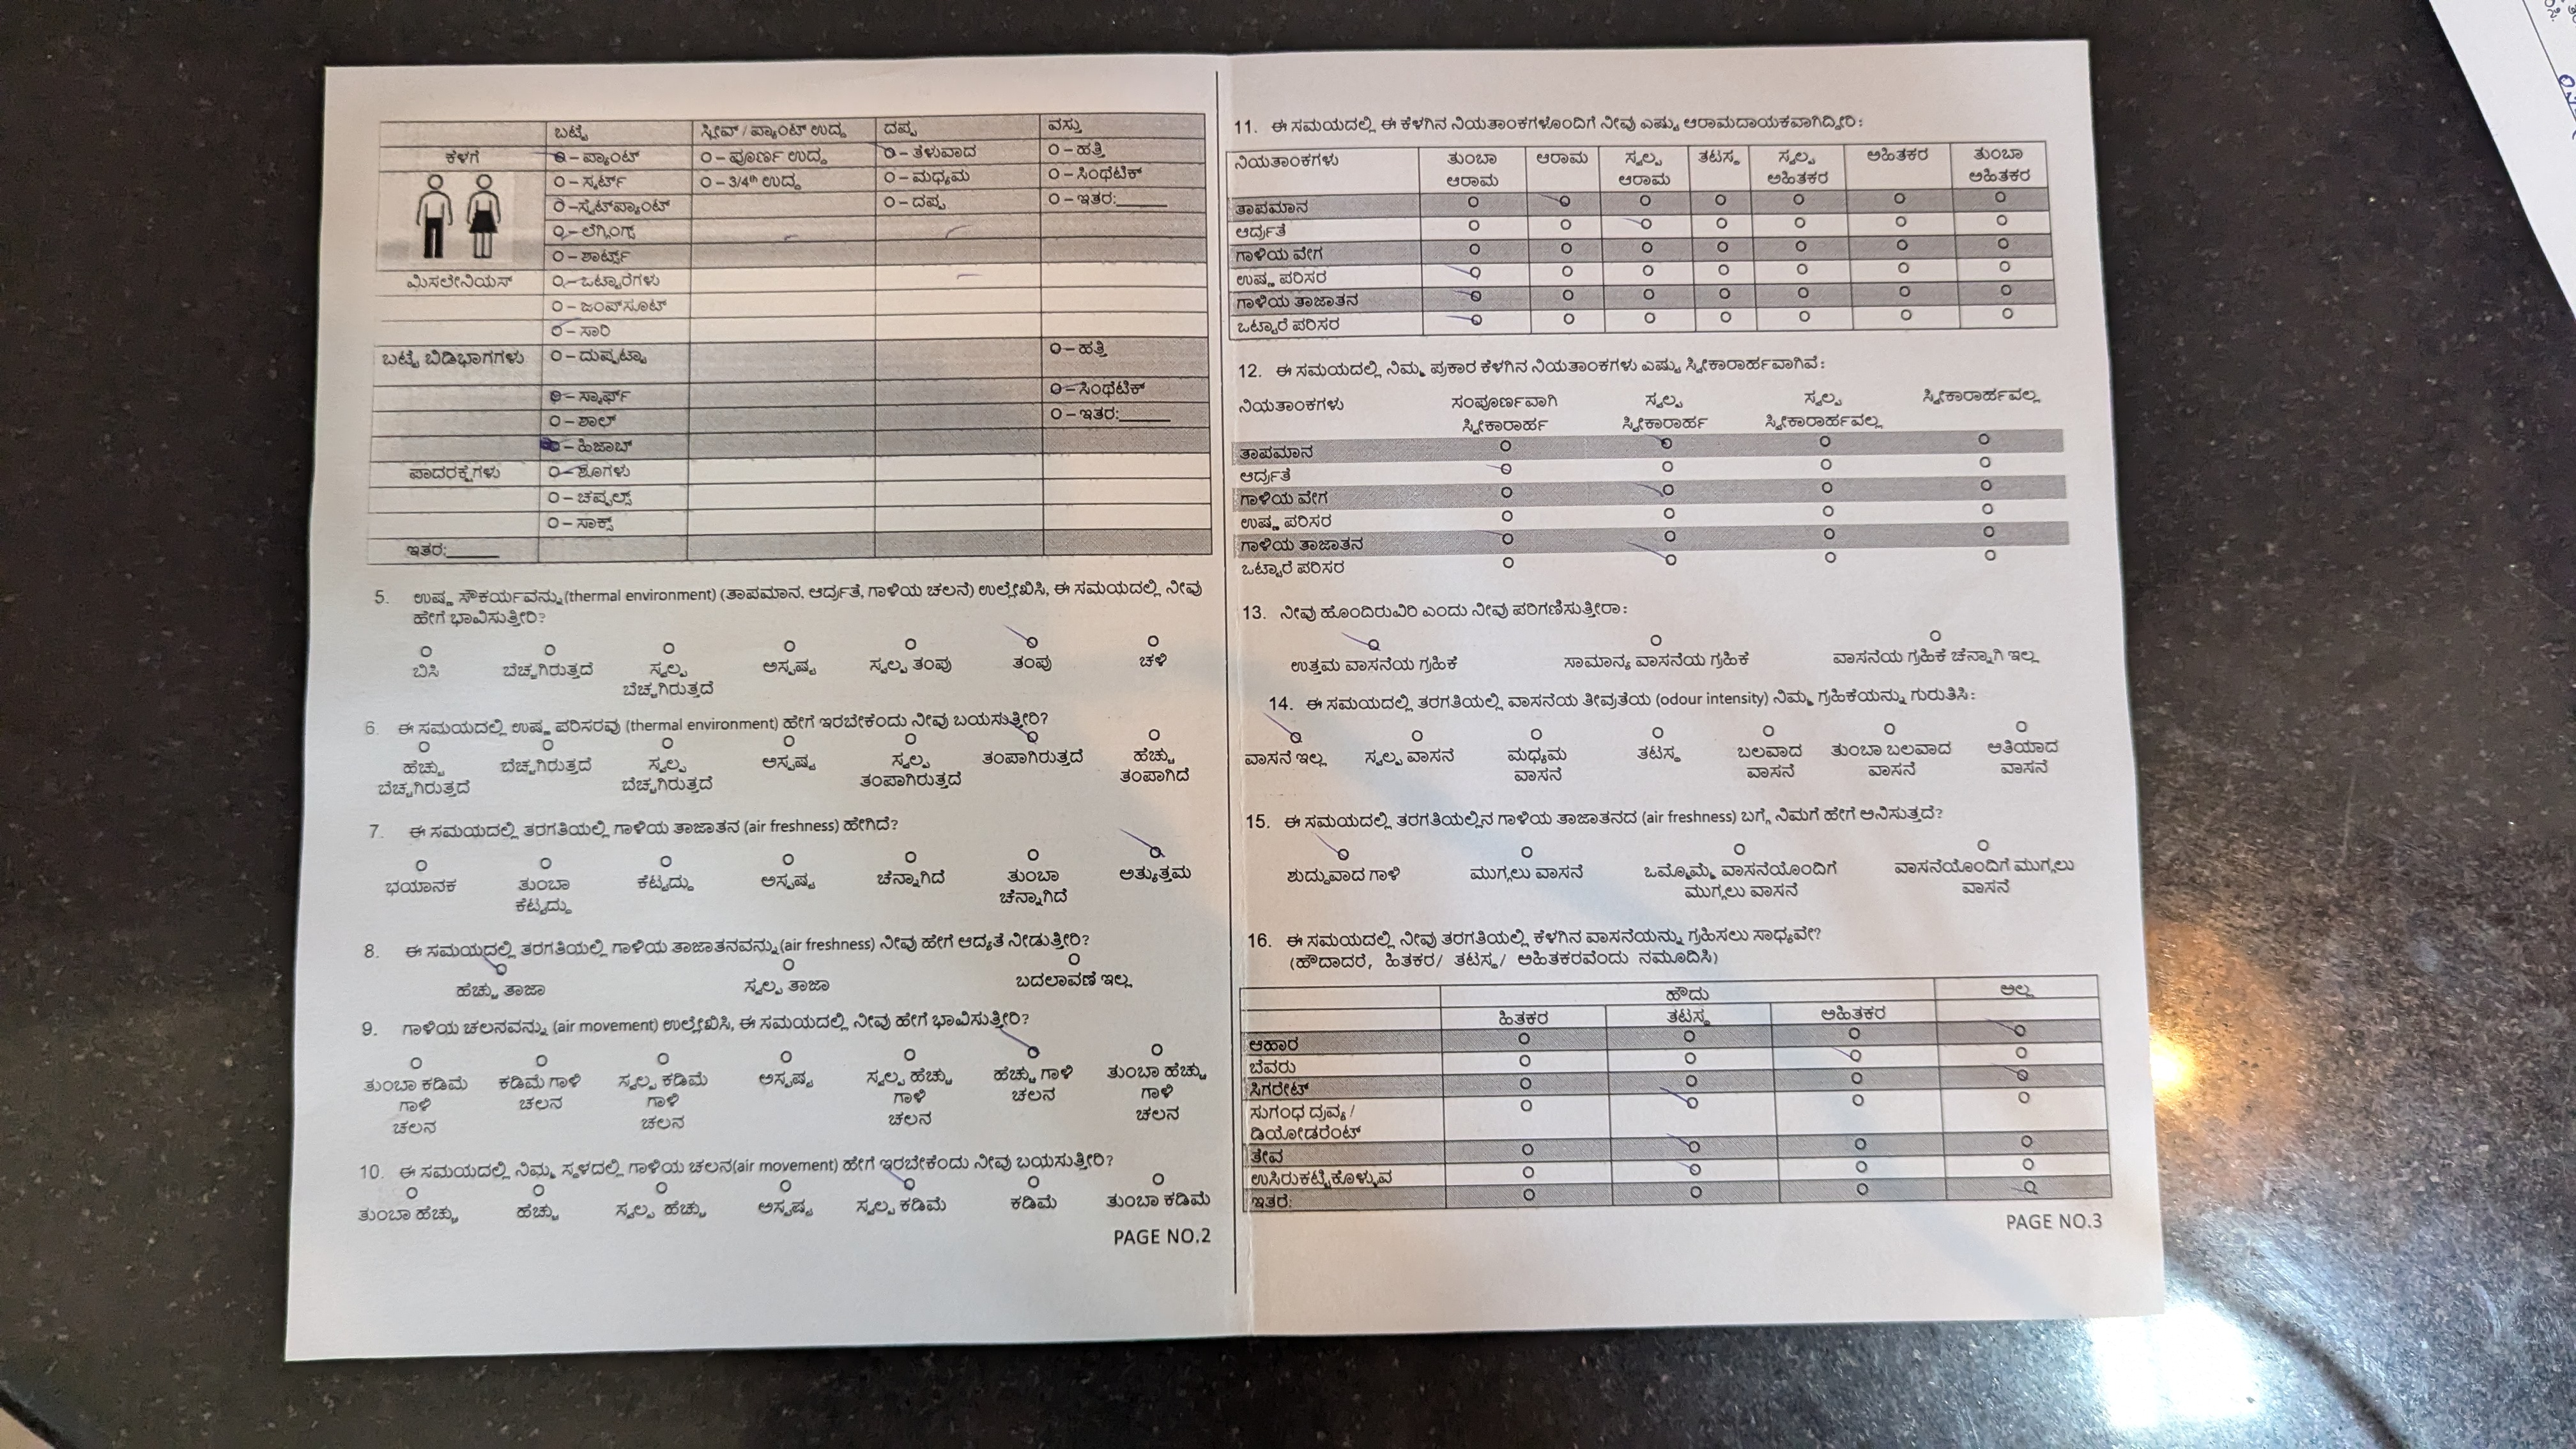 ಬಟ್ಟೆ ಸ್ಲೀವ್ / ಪ್ಯಾಂಟ್ ಉದ್ದ ದಪ್ಪ ವಸ್ತು
ಕೆಳಗೆ O – ಪ್ಯಾಂಟ್ O – ಪೂರ್ಣ ಉದ್ದ O – ತೆಳುವಾದ O – ಹತ್ತಿ
O – ಸ್ಕರ್ಟ್ O – 3/4th ಉದ್ದ O – ಮಧ್ಯಮ O – ಸಿಂಥೆಟಿಕ್
O –ಸ್ವೆಟ್‌ಪ್ಯಾಂಟ್ O – ದಪ್ಪ O – ಇತರ:_____
O – ಲೆಗ್ಗಿಂಗ್ಸ್
O – ಶಾರ್ಟ್ಸ್
ಮಿಸಲೇನಿಯಸ್ O – ಒಟ್ಟಾರೆಗಳು
O – ಜಂಪ್‌ಸೂಟ್
O – ಸಾರಿ
ಬಟ್ಟೆ ಬಿಡಿಭಾಗಗಳು O – ದುಪ್ಪಟ್ಟಾ O – ಹತ್ತಿ
O – ಸ್ಕಾರ್ಫ್ O – ಸಿಂಥೆಟಿಕ್
O – ಶಾಲ್ O – ಇತರ:_____
O – ಹಿಜಾಬ್
ಪಾದರಕ್ಷೆಗಳು O – ಶೂಗಳು
O – ಚಪ್ಪಲ್ಸ್
O – ಸಾಕ್ಸ್
ಇತರ:_____
5. ಉಷ್ಣ ಸೌಕರ್ಯವನ್ನು (thermal environment) (ತಾಪಮಾನ, ಆರ್ದ್ರತೆ, ಗಾಳಿಯ ಚಲನೆ) ಉಲ್ಲೇಖಿಸಿ, ಈ ಸಮಯದಲ್ಲಿ ನೀವು
ಹೇಗೆ ಭಾವಿಸುತ್ತೀರಿ?
ಬಿಸಿ ಬೆಚ್ಚಗಿರುತ್ತದೆ ಸ್ವಲ್ಪ ಅಸ್ಪಷ್ಟ ಸ್ವಲ್ಪ ತಂಪು ತಂಪು ಚಳಿ
ಬೆಚ್ಚಗಿರುತ್ತದೆ
6. ಈ ಸಮಯದಲ್ಲಿ ಉಷ್ಣ ಪರಿಸರವು (thermal environment) ಹೇಗೆ ಇರಬೇಕೆಂದು ನೀವು ಬಯಸುತ್ತೀರಿ?
ಹೆಚ್ಚು ಬೆಚ್ಚಗಿರುತ್ತದೆ ಸ್ವಲ್ಪ ಅಸ್ಪಷ್ಟ ಸ್ವಲ್ಪ ತಂಪಾಗಿರುತ್ತದೆ ಹೆಚ್ಚು
ಬೆಚ್ಚಗಿರುತ್ತದೆ ಬೆಚ್ಚಗಿರುತ್ತದೆ ತಂಪಾಗಿರುತ್ತದೆ ತಂಪಾಗಿದೆ
7. ಈ ಸಮಯದಲ್ಲಿ ತರಗತಿಯಲ್ಲಿ ಗಾಳಿಯ ತಾಜಾತನ (air freshness) ಹೇಗಿದೆ?
ಭಯಾನಕ ತುಂಬಾ ಕೆಟ್ಟದ್ದು ಅಸ್ಪಷ್ಟ ಚೆನ್ನಾಗಿದೆ ತುಂಬಾ ಅತ್ಯುತ್ತಮ
ಕೆಟ್ಟದ್ದು ಚೆನ್ನಾಗಿದೆ
8. ಈ ಸಮಯದಲ್ಲಿ ತರಗತಿಯಲ್ಲಿ ಗಾಳಿಯ ತಾಜಾತನವನ್ನು (air freshness) ನೀವು ಹೇಗೆ ಆದ್ಯತೆ ನೀಡುತ್ತೀರಿ?
ಹೆಚ್ಚು ತಾಜಾ ಸ್ವಲ್ಪ ತಾಜಾ ಬದಲಾವಣೆ ಇಲ್ಲ
9. ಗಾಳಿಯ ಚಲನವನ್ನು (air movement) ಉಲ್ಲೇಖಿಸಿ, ಈ ಸಮಯದಲ್ಲಿ ನೀವು ಹೇಗೆ ಭಾವಿಸುತ್ತೀರಿ?
ತುಂಬಾ ಕಡಿಮೆ ಕಡಿಮೆ ಗಾಳಿ ಸ್ವಲ್ಪ ಕಡಿಮೆ ಅಸ್ಪಷ್ಟ ಸ್ವಲ್ಪ ಹೆಚ್ಚು ಹೆಚ್ಚು ಗಾಳಿ ತುಂಬಾ ಹೆಚ್ಚು
ಗಾಳಿ ಚಲನ ಗಾಳಿ ಗಾಳಿ ಚಲನ ಗಾಳಿ
ಚಲನ ಚಲನ ಚಲನ ಚಲನ
10. ಈ ಸಮಯದಲ್ಲಿ ನಿಮ್ಮ ಸ್ಥಳದಲ್ಲಿ ಗಾಳಿಯ ಚಲನ(air movement) ಹೇಗೆ ಇರಬೇಕೆಂದು ನೀವು ಬಯಸುತ್ತೀರಿ?
ತುಂಬಾ ಹೆಚ್ಚು ಹೆಚ್ಚು ಸ್ವಲ್ಪ ಹೆಚ್ಚು ಅಸ್ಪಷ್ಟ ಸ್ವಲ್ಪ ಕಡಿಮೆ ಕಡಿಮೆ ತುಂಬಾ ಕಡಿಮೆ
PAGE NO.2
11. ಈ ಸಮಯದಲ್ಲಿ ಈ ಕೆಳಗಿನ ನಿಯತಾಂಕಗಳೊಂದಿಗೆ ನೀವು ಎಷ್ಟು ಆರಾಮದಾಯಕವಾಗಿದ್ದೀರಿ:
ನಿಯತಾಂಕಗಳು ತುಂಬಾ ಆರಾಮ ಸ್ವಲ್ಪ ತಟಸ್ಥ ಸ್ವಲ್ಪ ಅಹಿತಕರ ತುಂಬಾ
ಆರಾಮ ಆರಾಮ ಅಹಿತಕರ ಅಹಿತಕರ
ತಾಪಮಾನ
ಆರ್ದ್ರತೆ
ಗಾಳಿಯ ವೇಗ
ಉಷ್ಣ ಪರಿಸರ
ಗಾಳಿಯ ತಾಜಾತನ
ಒಟ್ಟಾರೆ ಪರಿಸರ
12. ಈ ಸಮಯದಲ್ಲಿ ನಿಮ್ಮ ಪ್ರಕಾರ ಕೆಳಗಿನ ನಿಯತಾಂಕಗಳು ಎಷ್ಟು ಸ್ವೀಕಾರಾರ್ಹವಾಗಿವೆ:
ನಿಯತಾಂಕಗಳು ಸಂಪೂರ್ಣವಾಗಿ ಸ್ವಲ್ಪ ಸ್ವಲ್ಪ ಸ್ವೀಕಾರಾರ್ಹವಲ್ಲ
ಸ್ವೀಕಾರಾರ್ಹ ಸ್ವೀಕಾರಾರ್ಹ ಸ್ವೀಕಾರಾರ್ಹವಲ್ಲ
ತಾಪಮಾನ
ಆರ್ದ್ರತೆ
ಗಾಳಿಯ ವೇಗ
ಉಷ್ಣ ಪರಿಸರ
ಗಾಳಿಯ ತಾಜಾತನ
ಒಟ್ಟಾರೆ ಪರಿಸರ
13. ನೀವು ಹೊಂದಿರುವಿರಿ ಎಂದು ನೀವು ಪರಿಗಣಿಸುತ್ತೀರಾ:
ಉತ್ತಮ ವಾಸನೆಯ ಗ್ರಹಿಕೆ ಸಾಮಾನ್ಯ ವಾಸನೆಯ ಗ್ರಹಿಕೆ ವಾಸನೆಯ ಗ್ರಹಿಕೆ ಚೆನ್ನಾಗಿ ಇಲ್ಲ
14. ಈ ಸಮಯದಲ್ಲಿ ತರಗತಿಯಲ್ಲಿ ವಾಸನೆಯ ತೀವ್ರತೆಯ (odour intensity) ನಿಮ್ಮ ಗ್ರಹಿಕೆಯನ್ನು ಗುರುತಿಸಿ:
ವಾಸನೆ ಇಲ್ಲ ಸ್ವಲ್ಪ ವಾಸನೆ ಮಧ್ಯಮ ತಟಸ್ಥ ಬಲವಾದ ತುಂಬಾ ಬಲವಾದ ಅತಿಯಾದ
ವಾಸನೆ ವಾಸನೆ ವಾಸನೆ ವಾಸನೆ
15. ಈ ಸಮಯದಲ್ಲಿ ತರಗತಿಯಲ್ಲಿನ ಗಾಳಿಯ ತಾಜಾತನದ (air freshness) ಬಗ್ಗೆ ನಿಮಗೆ ಹೇಗೆ ಅನಿಸುತ್ತದೆ?
ಶುದ್ಧವಾದ ಗಾಳಿ ಮುಗ್ಗಲು ವಾಸನೆ ಒಮ್ಮೊಮ್ಮೆ ವಾಸನೆಯೊಂದಿಗೆ ವಾಸನೆಯೊಂದಿಗೆ ಮುಗ್ಗಲು
ಮುಗ್ಗಲು ವಾಸನೆ ವಾಸನೆ
16. ಈ ಸಮಯದಲ್ಲಿ ನೀವು ತರಗತಿಯಲ್ಲಿ ಕೆಳಗಿನ ವಾಸನೆಯನ್ನು ಗ್ರಹಿಸಲು ಸಾಧ್ಯವೇ?
(ಹೌದಾದರೆ, ಹಿತಕರ/ ತಟಸ್ಥ/ ಅಹಿತಕರವೆಂದು ನಮೂದಿಸಿ)
ಹೌದು ಅಲ್ಲ
ಹಿತಕರ ತಟಸ್ಥ ಅಹಿತಕರ
ಆಹಾರ
ಬೆವರು
ಸಿಗರೇಟ್
ಸುಗಂಧ ದ್ರವ್ಯ /
ಡಿಯೋಡರೆಂಟ್
ತೇವ
ಉಸಿರುಕಟ್ಟಿಕೊಳ್ಳುವ
ಇತರೆ:
PAGE NO.3